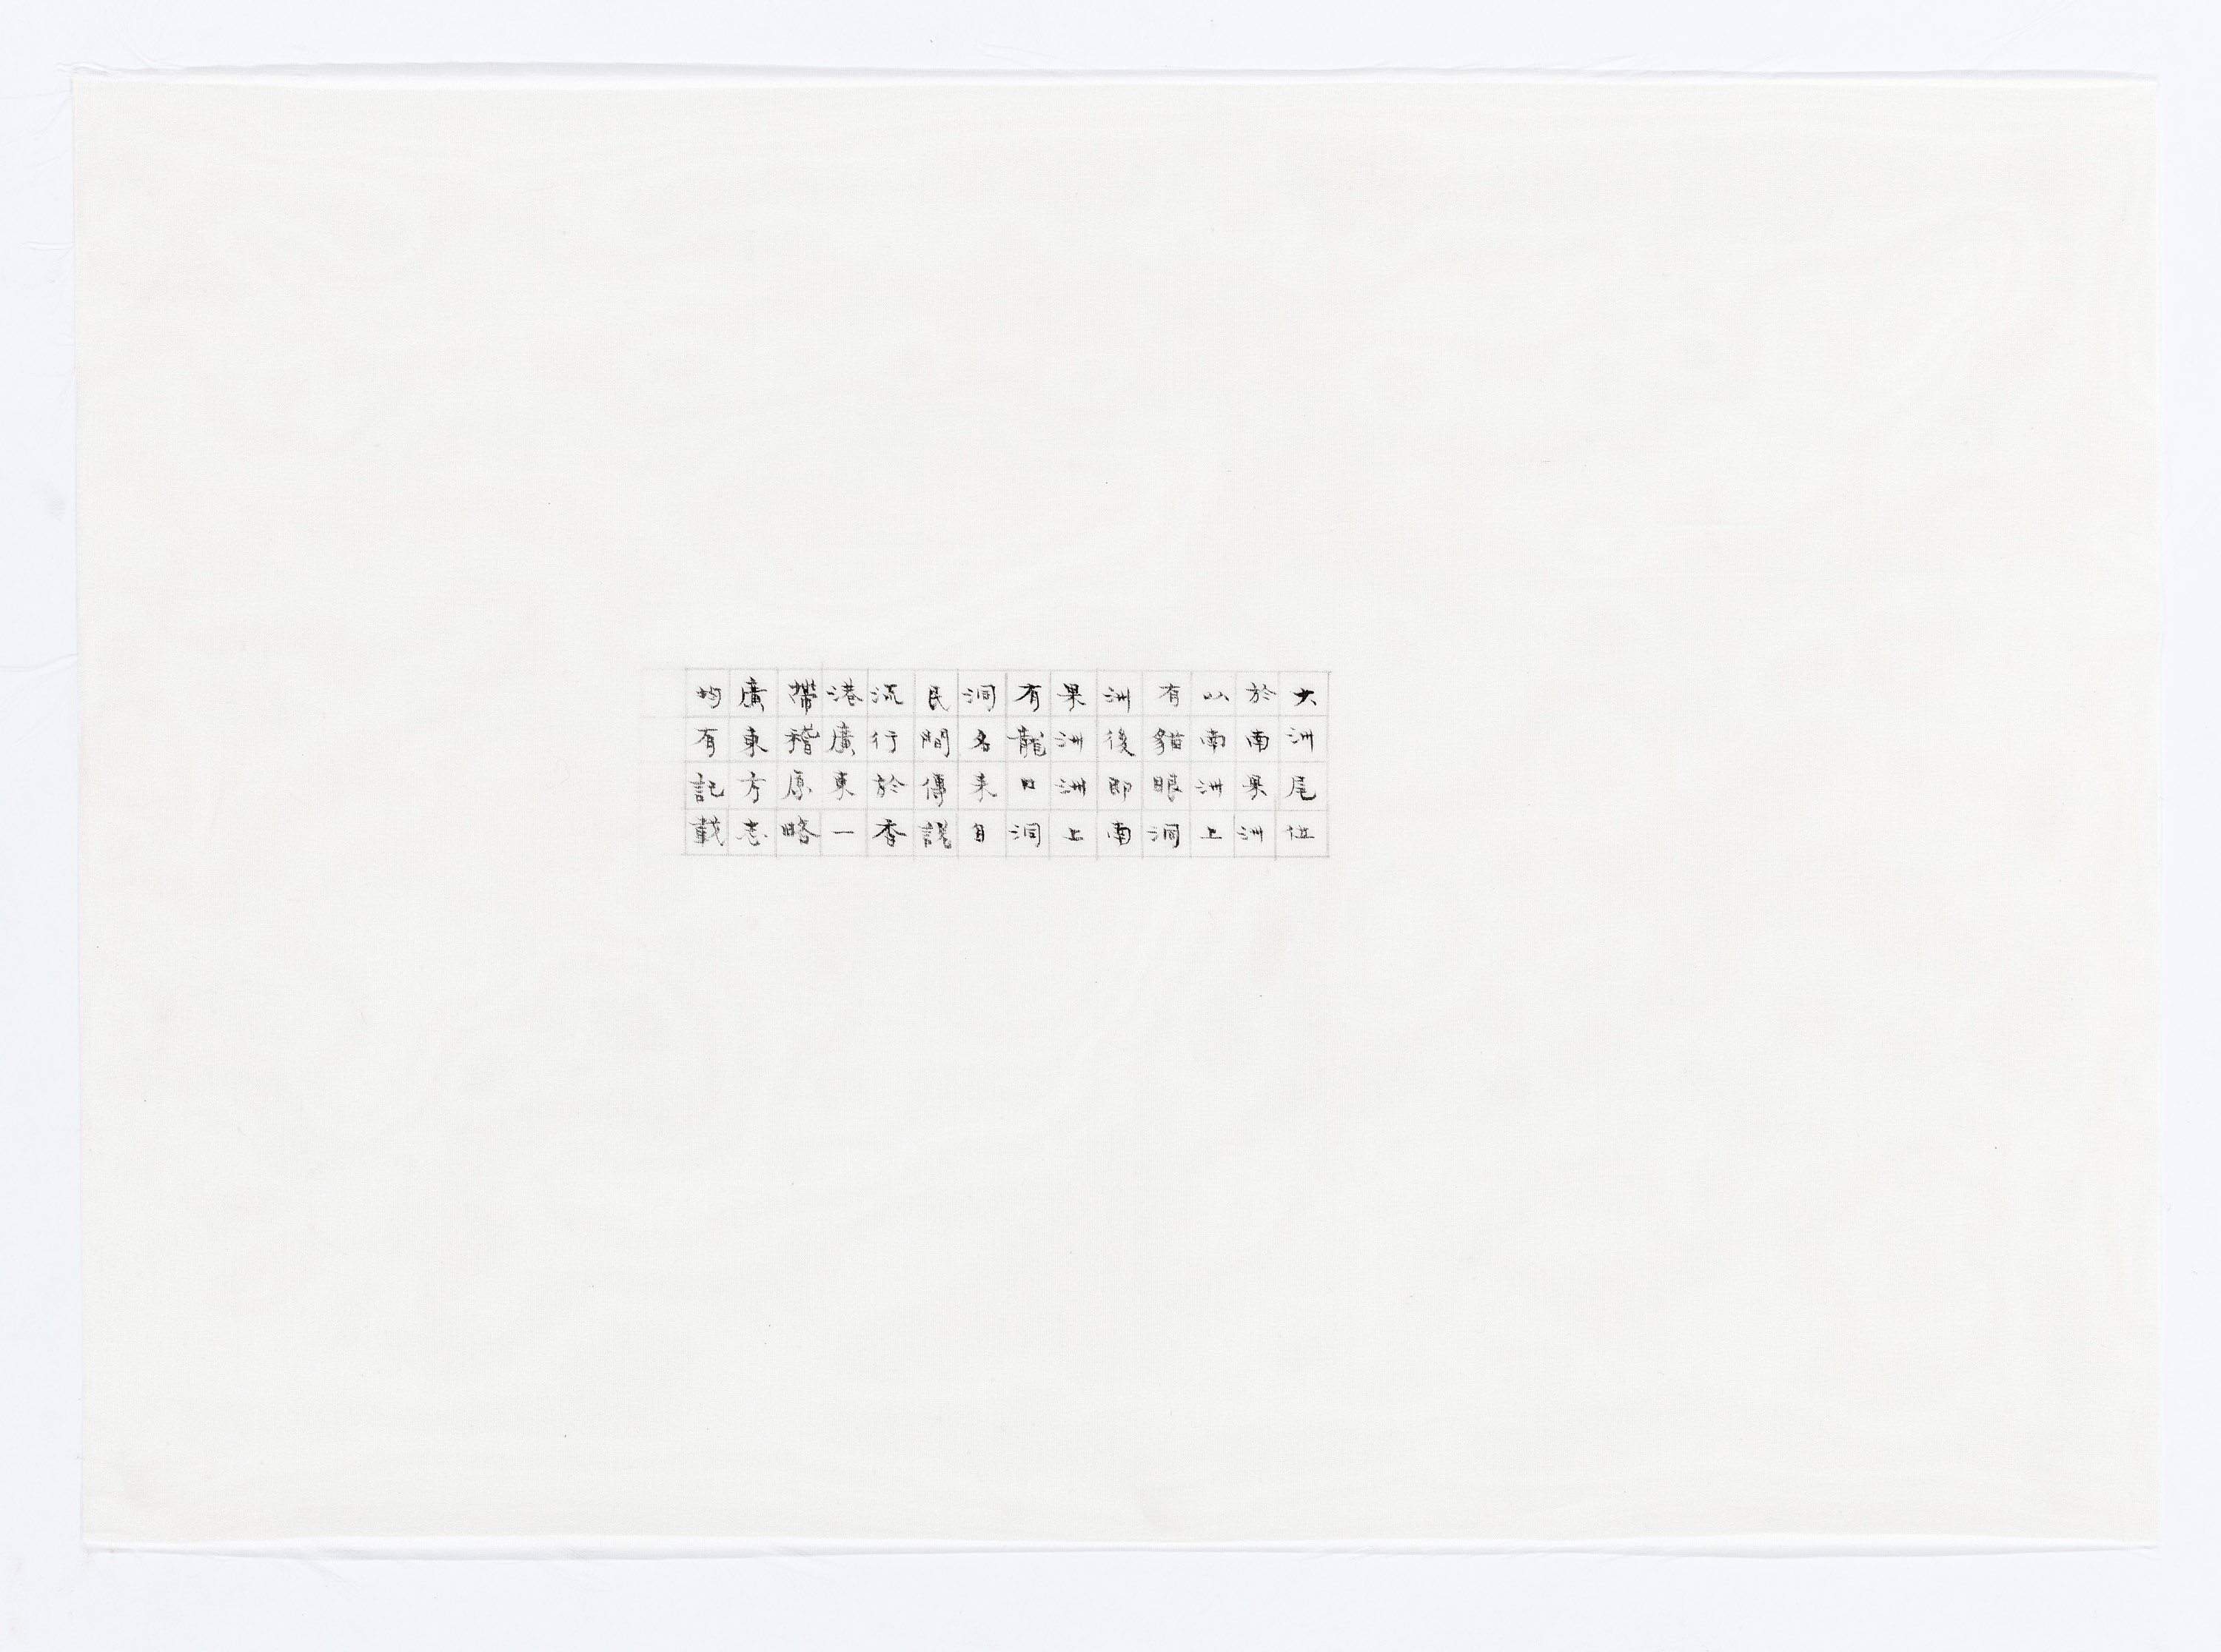 大洲尾位
於南果洲
以南洲上
有貓眼洞
洲後即南
果洲洲上
有龍口洞
洞名来自
民間傳說
流行於香
港廣東一
帶稽原略
廣東方志
均有記載